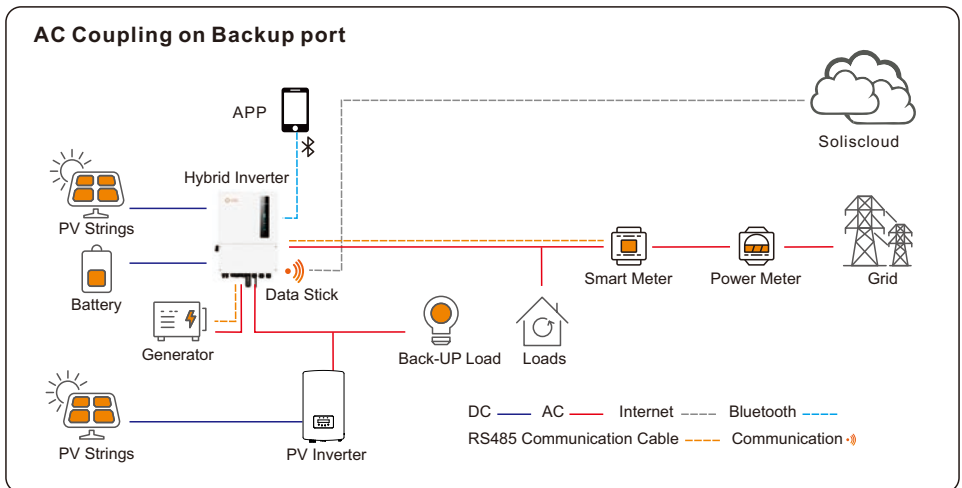 AC Coupling on Backup port
APP
Soliscloud
Hybrid Inverter
PV Strings
Battery
Data Stick
Smart Meter
Power Meter
Grid
Generator
Back-UP Load
Loads
DC AC Internet Bluetooth
RS485 Communication Cable Communication
PV Strings
PV Inverter